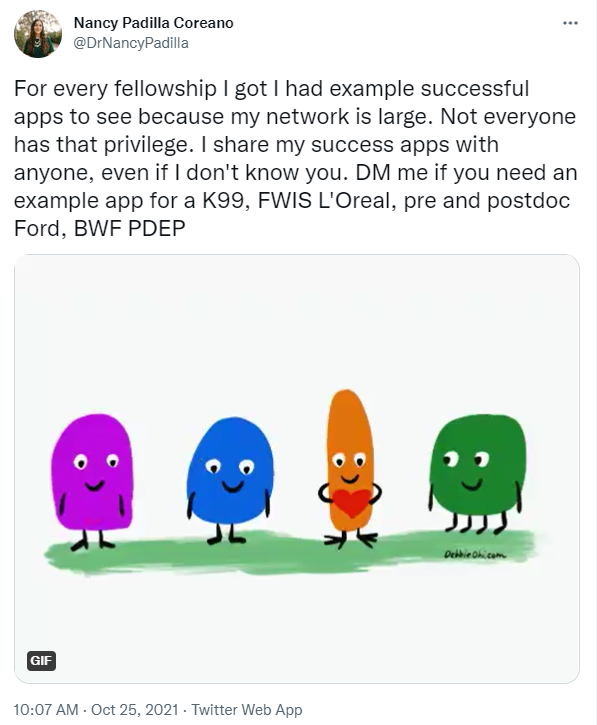 Nancy Padilla Coreano
@DrNancyPadilla
For every fellowship I got I had example successful
apps to see because my network is large. Not everyone
has that privilege. I share my success apps with
anyone, even if I don't know you. DM me if you need an
example app for a K99, FWIS L'Oreal, pre and postdoc
Ford, BWF PDEP
DebbieOhi.com
GIF
10:07 AM · Oct 25, 2021 · Twitter Web App